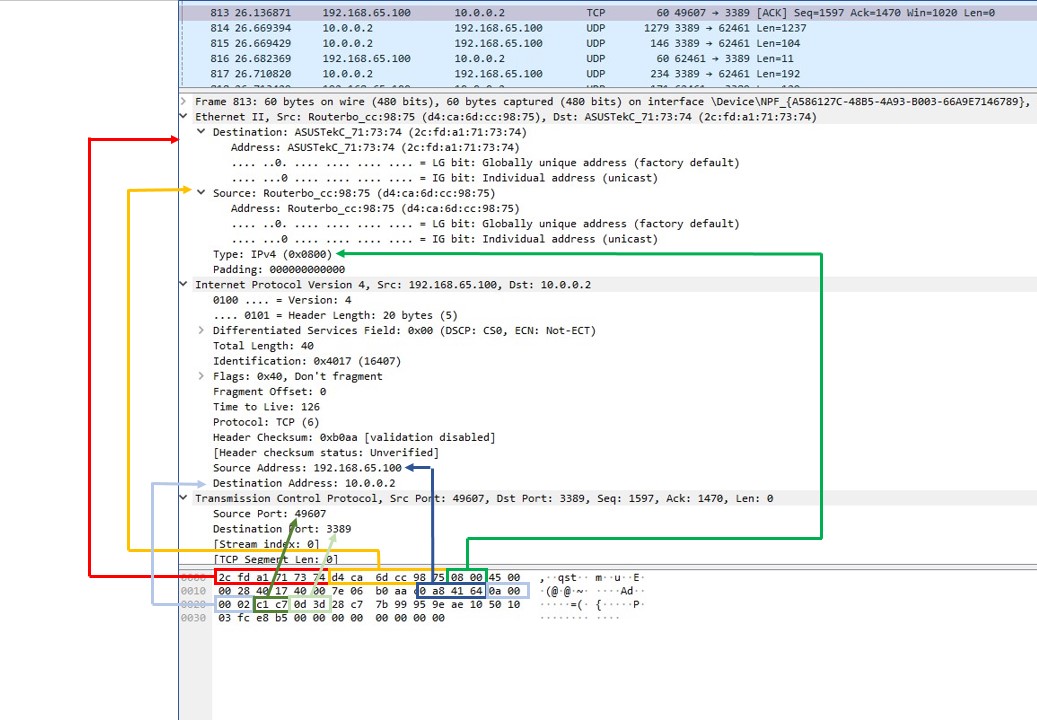 813 26.136871 192.168.65.100 10.0.0.2 TCP 60 49607 → 3389 [ACK] Seq=1597 Ack=1470 Win=1020 Len=0
814 26.669394 10.0.0.2 192.168.65.100 UDP 1279 3389 → 62461 Len=1237
815 26.669429 10.0.0.2 192.168.65.100 UDP 146 3389 → 62461 Len=104
816 26.682369 192.168.65.100 10.0.0.2 UDP 60 62461 → 3389 Len=11
817 26.710820 10.0.0.2 192.168.65.100 UDP 234 3389 → 62461 Len=192
Frame 813: 60 bytes on wire (480 bits), 60 bytes captured (480 bits) on interface \Device\NPF_{A586127C-48B5-4A93-B003-66A9E7146789},
Ethernet II, Src: Routerbo_cc:98:75 (d4:ca:6d:cc:98:75), Dst: ASUSTekC_71:73:74 (2c:fd:a1:71:73:74)
Destination: ASUSTekC_71:73:74 (2c:fd:a1:71:73:74)
Address: ASUSTekC_71:73:74 (2c:fd:a1:71:73:74)
.... ..0. .... .... .... .... = LG bit: Globally unique address (factory default)
.... ...0 .... .... .... .... = IG bit: Individual address (unicast)
Source: Routerbo_cc:98:75 (d4:ca:6d:cc:98:75)
Address: Routerbo_cc:98:75 (d4:ca:6d:cc:98:75)
.... ..0. .... .... .... .... = LG bit: Globally unique address (factory default)
.... ...0 .... .... .... .... = IG bit: Individual address (unicast)
Type: IPv4 (0x0800)
Padding: 000000000000
Internet Protocol Version 4, Src: 192.168.65.100, Dst: 10.0.0.2
0100 .... = Version: 4
.... 0101 = Header Length: 20 bytes (5)
Differentiated Services Field: 0x00 (DSCP: CS0, ECN: Not-ECT)
Total Length: 40
Identification: 0x4017 (16407)
Flags: 0x40, Don't fragment
Fragment Offset: 0
Time to Live: 126
Protocol: TCP (6)
Header Checksum: 0xb0aa [validation disabled]
[Header checksum status: Unverified]
Source Address: 192.168.65.100
Destination Address: 10.0.0.2
Transmission Control Protocol, Src Port: 49607, Dst Port: 3389, Seq: 1597, Ack: 1470, Len: 0
Source Port: 49607
Destination Port: 3389
[Stream index: 0]
[TCP Segment Len: 0]
0000 2c fd a1 71 73 74 d4 ca 6d cc 98 75 08 00 45 00 ,··qst··m··u··E·
0010 00 28 40 17 40 00 7e 06 b0 aa c0 a8 41 64 0a 00 ·(@·@·~· ····Ad··
0020 00 02 c1 c7 0d 3d 28 c7 7b 99 95 9e ae 10 50 10 ·····=(· {·····P·
0030 03 fc e8 b5 00 00 00 00 00 00 00 00 ········ ····